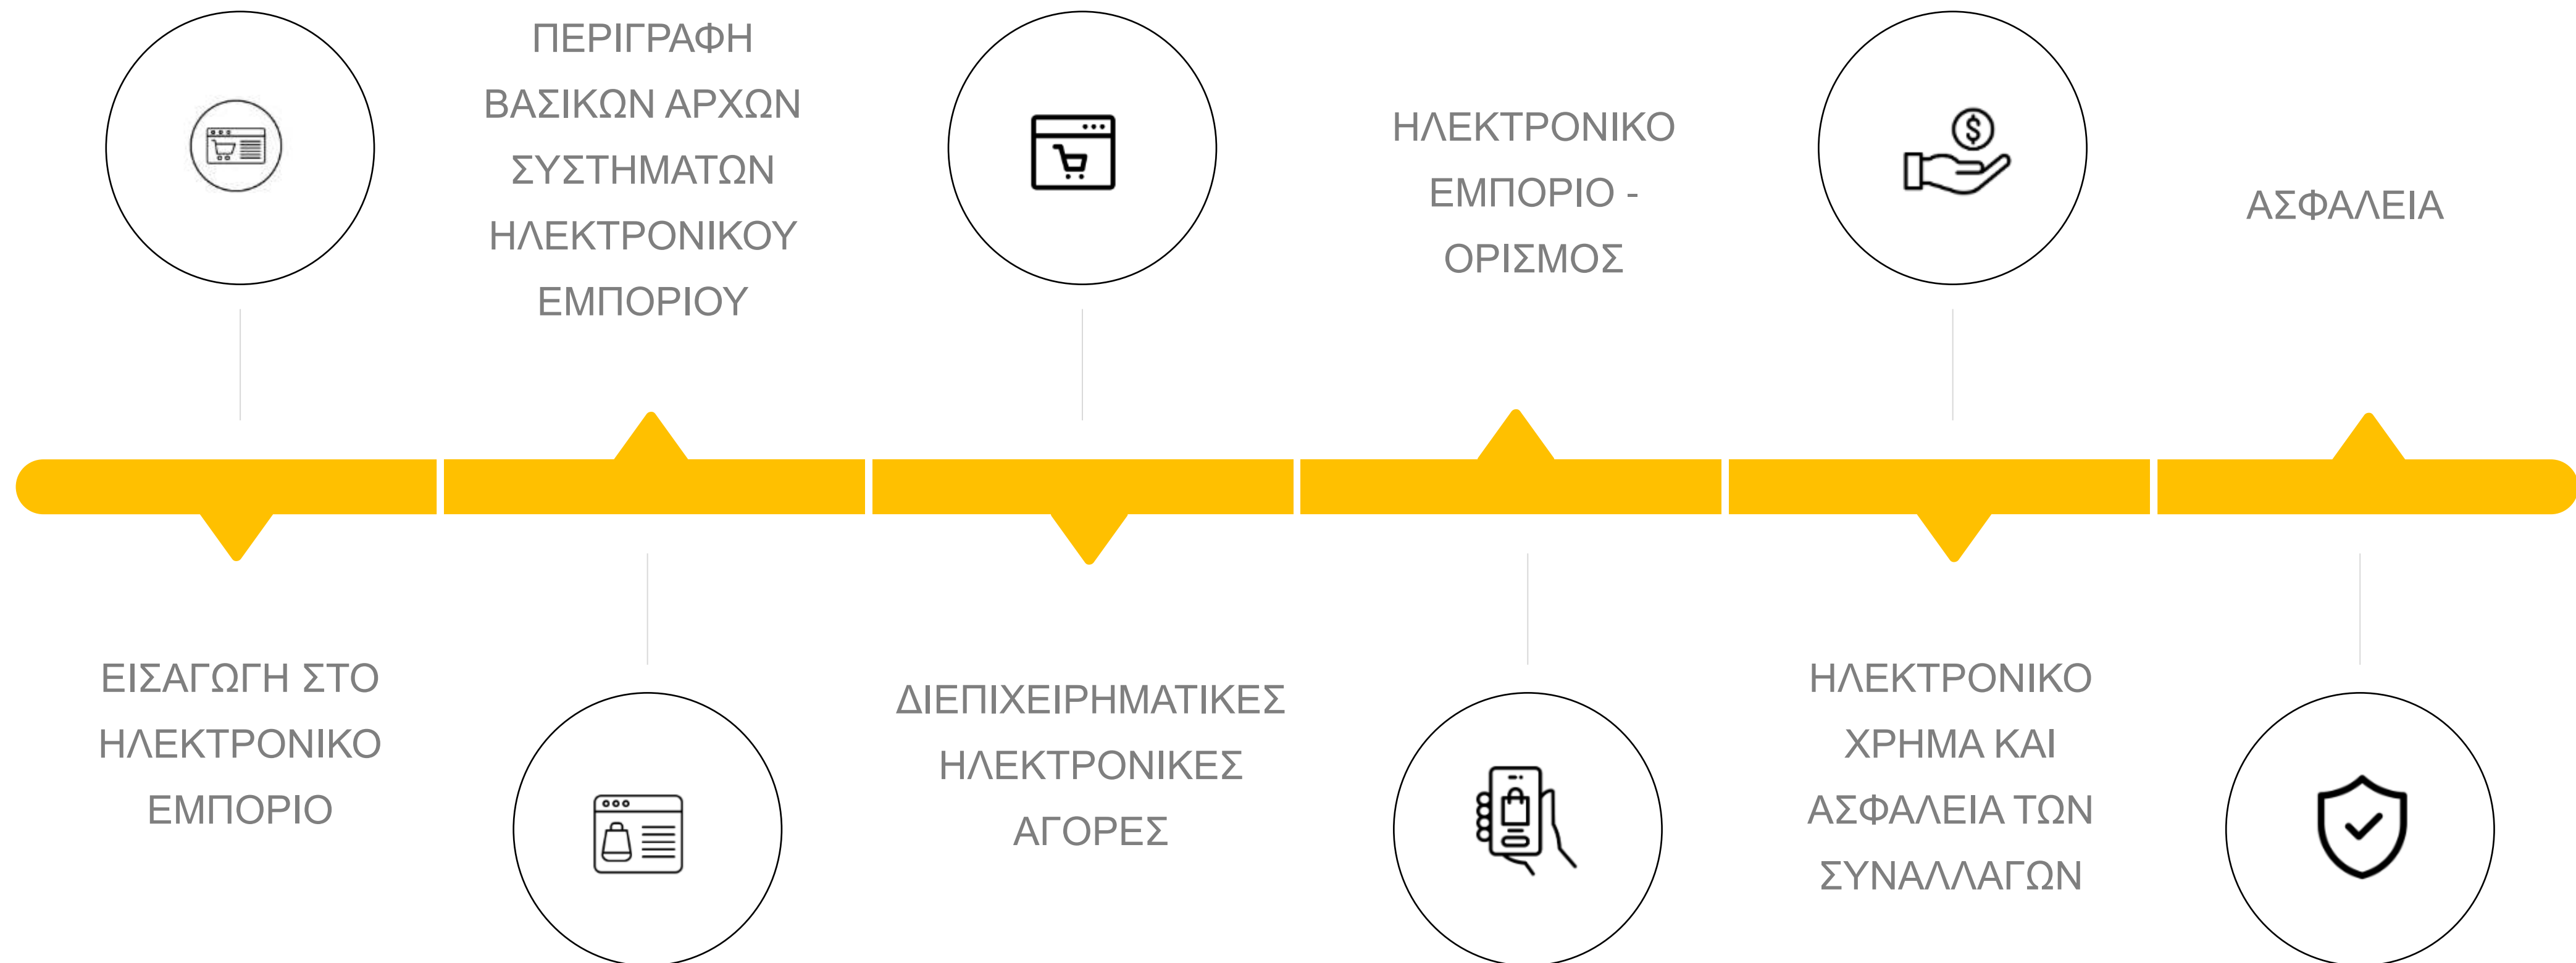 ΕΙΣΑΓΩΓΗ ΣΤΟ
ΗΛΕΚΤΡΟΝΙΚΟ
ΕΜΠΟΡΙΟ
ΠΕΡΙΓΡΑΦΗ
ΒΑΣΙΚΩΝ ΑΡΧΩΝ
ΣΥΣΤΗΜΑΤΩΝ
ΗΛΕΚΤΡΟΝΙΚΟΥ
ΕΜΠΟΡΙΟΥ
ΔΙΕΠΙΧΕΙΡΗΜΑΤΙΚΕΣ
ΗΛΕΚΤΡΟΝΙΚΕΣ
ΑΓΟΡΕΣ
ΗΛΕΚΤΡΟΝΙΚΟ
ΕΜΠΟΡΙΟ -
ΟΡΙΣΜΟΣ
$
ΗΛΕΚΤΡΟΝΙΚΟ
ΧΡΗΜΑ ΚΑΙ
ΑΣΦΑΛΕΙΑ ΤΩΝ
ΣΥΝΑΛΛΑΓΩΝ
ΑΣΦΑΛΕΙΑ